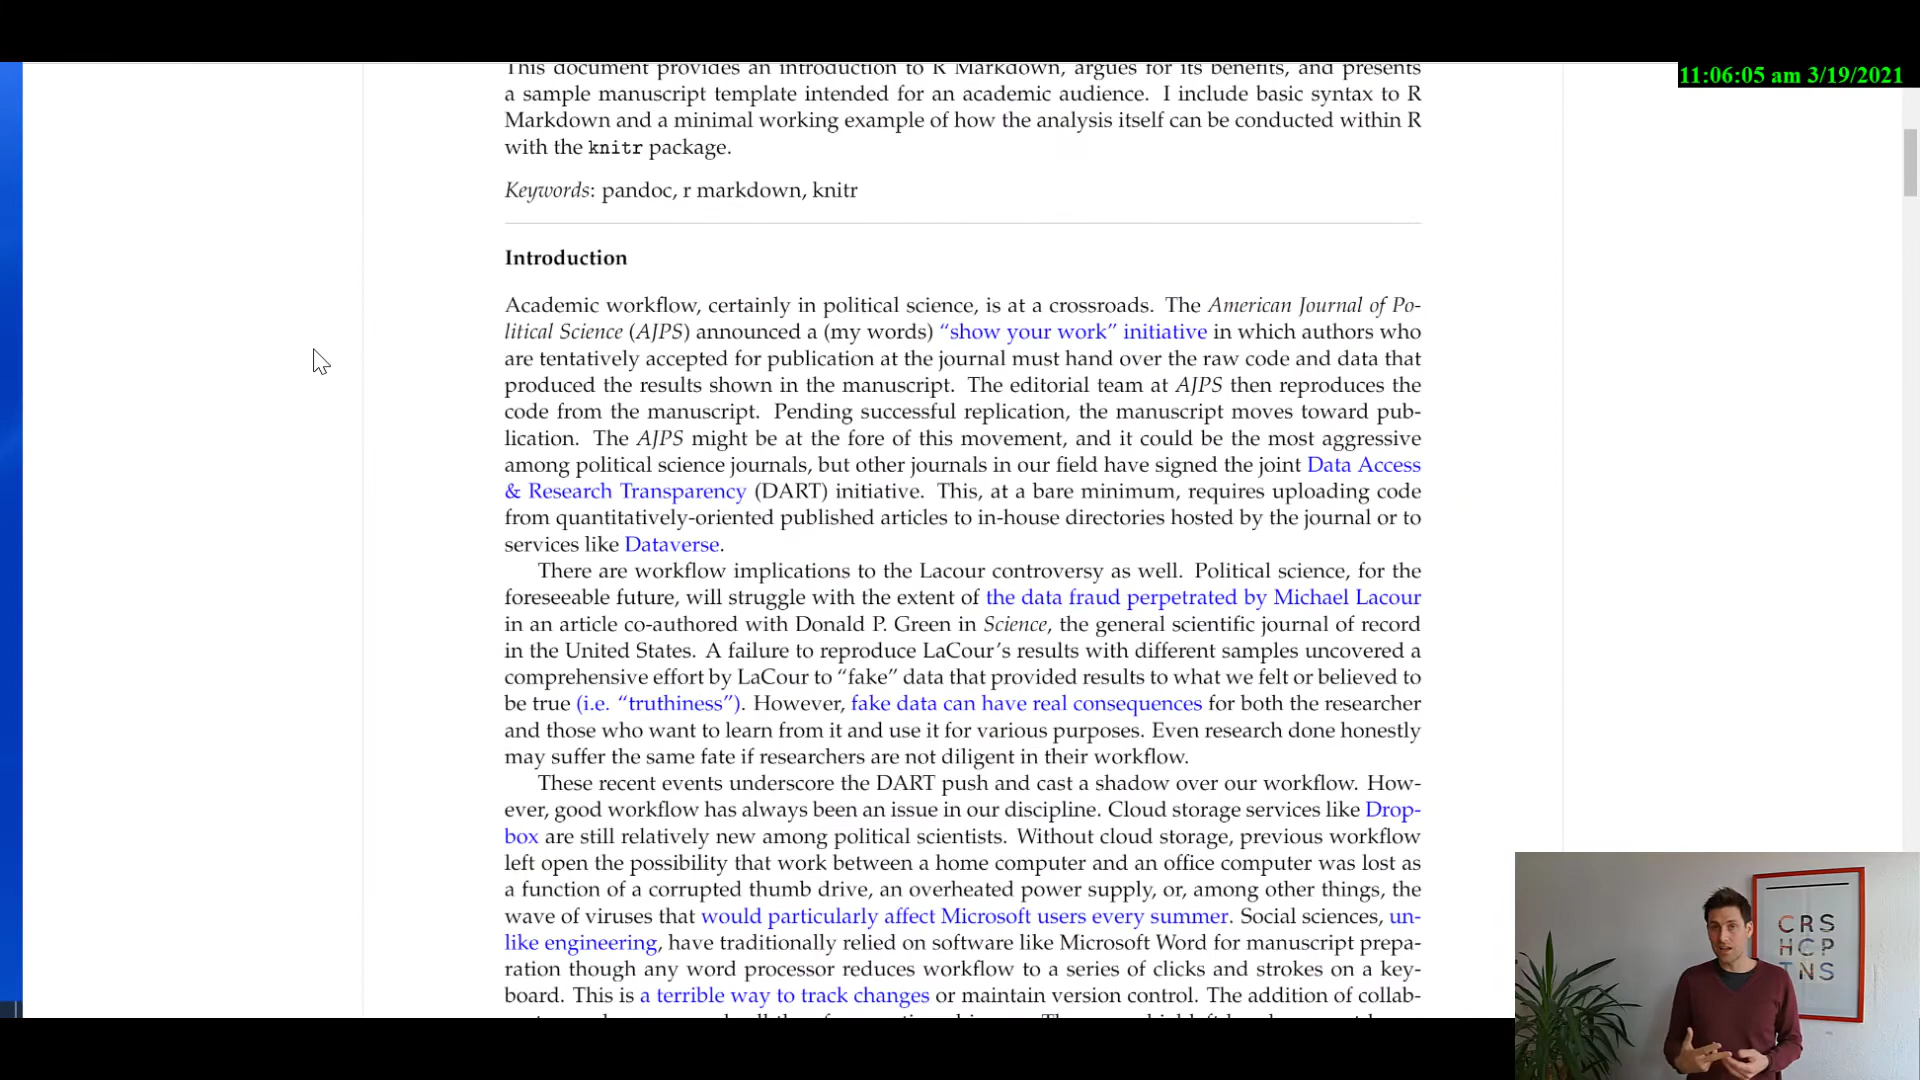 11:06:05 am 3/19/2021
This document provides an introduction to R Markdown, argues for its benefits, and presents
a sample manuscript template intended for an academic audience. I include basic syntax to R
Markdown and a minimal working example of how the analysis itself can be conducted within R
with the knitr package.
Keywords: pandoc, r markdown, knitr
Introduction
Academic workflow, certainly in political science, is at a crossroads. The American Journal of Po-
litical Science (AJPS) announced a (my words) “show your work” initiative in which authors who
are tentatively accepted for publication at the journal must hand over the raw code and data that
produced the results shown in the manuscript. The editorial team at AJPS then reproduces the
code from the manuscript. Pending successful replication, the manuscript moves toward pub-
lication. The AJPS might be at the fore of this movement, and it could be the most aggressive
among political science journals, but other journals in our field have signed the joint Data Access
& Research Transparency (DART) initiative. This, at a bare minimum, requires uploading code
from quantitatively-oriented published articles to in-house directories hosted by the journal or to
services like Dataverse.
There are workflow implications to the Lacour controversy as well. Political science, for the
foreseeable future, will struggle with the extent of the data fraud perpetrated by Michael Lacour
in an article co-authored with Donald P. Green in Science, the general scientific journal of record
in the United States. A failure to reproduce LaCour’s results with different samples uncovered a
comprehensive effort by LaCour to “fake” data that provided results to what we felt or believed to
be true (i.e. “truthiness”). However, fake data can have real consequences for both the researcher
and those who want to learn from it and use it for various purposes. Even research done honestly
may suffer the same fate if researchers are not diligent in their workflow.
These recent events underscore the DART push and cast a shadow over our workflow. How-
ever, good workflow has always been an issue in our discipline. Cloud storage services like Drop-
box are still relatively new among political scientists. Without cloud storage, previous workflow
left open the possibility that work between a home computer and an office computer was lost as
a function of a corrupted thumb drive, an overheated power supply, or, among other things, the
wave of viruses that would particularly affect Microsoft users every summer. Social sciences, un-
like engineering, have traditionally relied on software like Microsoft Word for manuscript prepa-
ration though any word processor reduces workflow to a series of clicks and strokes on a key-
board. This is a terrible way to track changes or maintain version control. The addition of collab-
CRS
HCP
TNS